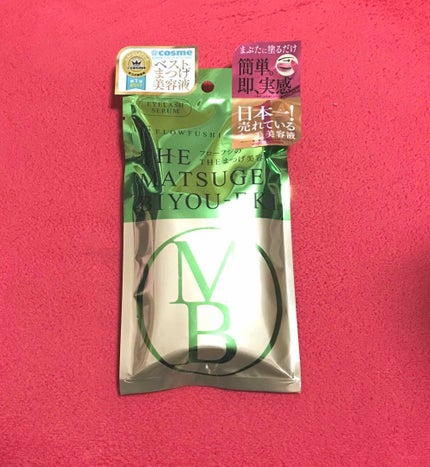 @cosme
ベスト
まつげ
美容液
まぶたに塗るだけ
簡単。
即、実感
日本一!
売れている
美容液
EYELASH
SERUM
FLOWFUSHI
THE
フローフシの
THEまつげ美容
MATSUGE
BIYOU-EKI
M
B